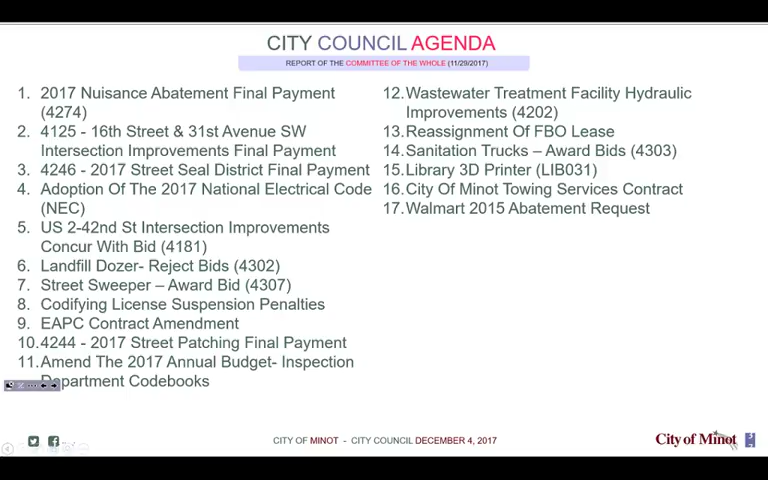 CITY COUNCIL AGENDA
REPORT OF THE COMMITTEE OF THE WHOLE (11/29/2017)
1. 2017 Nuisance Abatement Final Payment
(4274)
2. 4125 - 16th Street & 31st Avenue SW
Intersection Improvements Final Payment
3. 4246 - 2017 Street Seal District Final Payment
4. Adoption Of The 2017 National Electrical Code
(NEC)
5. US 2-42nd St Intersection Improvements
Concur With Bid (4181)
6. Landfill Dozer- Reject Bids (4302)
7. Street Sweeper – Award Bid (4307)
8. Codifying License Suspension Penalties
9. EAPC Contract Amendment
10. 4244 - 2017 Street Patching Final Payment
11. Amend The 2017 Annual Budget- Inspection
Department Codebooks
12. Wastewater Treatment Facility Hydraulic
Improvements (4202)
13. Reassignment Of FBO Lease
14. Sanitation Trucks – Award Bids (4303)
15. Library 3D Printer (LIB031)
16. City Of Minot Towing Services Contract
17. Walmart 2015 Abatement Request
CITY OF MINOT - CITY COUNCIL DECEMBER 4, 2017
City of Minot